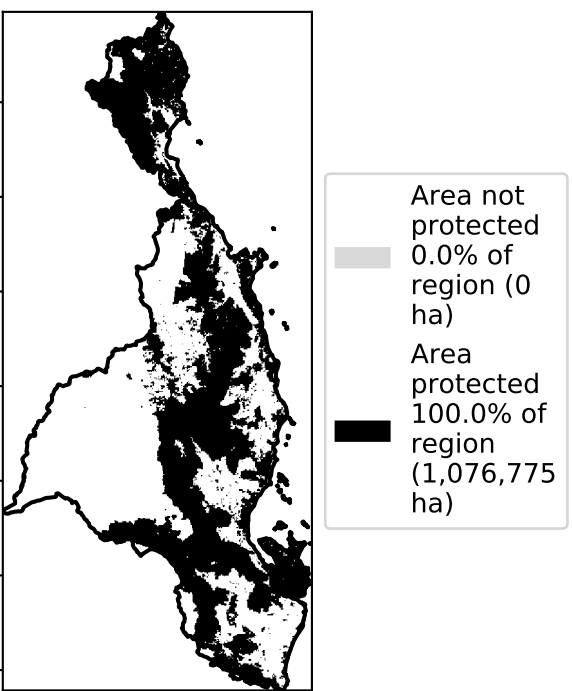 Area not
protected
0.0% of
region (0
ha)
Area
protected
100.0% of
region
(1,076,775
ha)